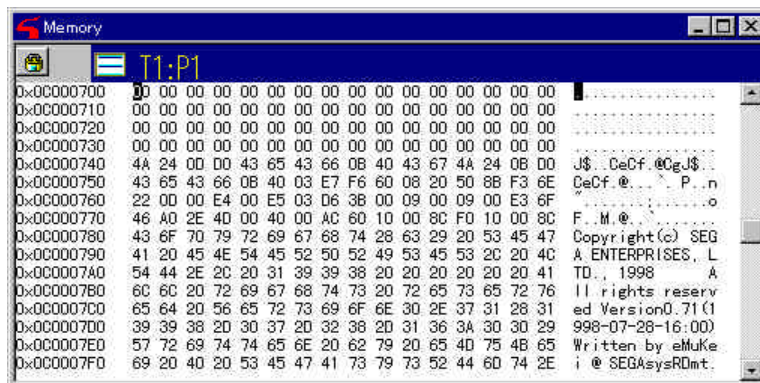 Memory
T1:P1
0x0C000700 00 00 00 00 00 00 00 00 00 00 00 00 00 00 00 00 ................
0x0C000710 00 00 00 00 00 00 00 00 00 00 00 00 00 00 00 00 ................
0x0C000720 00 00 00 00 00 00 00 00 00 00 00 00 00 00 00 00 ................
0x0C000730 00 00 00 00 00 00 00 00 00 00 00 00 00 00 00 00 ................
0x0C000740 4A 24 0D D0 43 65 43 66 0B 40 43 67 4A 24 0B D0 J$..CeCf.@CgJ$..
0x0C000750 43 65 43 66 0B 40 03 E7 F6 60 08 20 50 8B F3 6E CeCf.@...`. P..n
0x0C000760 22 0D 00 E4 00 E5 03 D6 3B 00 09 00 09 00 E3 6F ".......;......o
0x0C000770 46 A0 2E 4D 00 40 00 AC 60 10 00 8C F0 10 00 8C F..M.@..`.......
0x0C000780 43 6F 70 79 72 69 67 68 74 28 63 29 20 53 45 47 Copyright(c) SEG
0x0C000790 41 20 45 4E 54 45 52 50 52 49 53 45 53 2C 20 4C A ENTERPRISES, L
0x0C0007A0 54 44 2E 2C 20 31 39 39 38 20 20 20 20 20 20 41 TD., 1998      A
0x0C0007B0 6C 6C 20 72 69 67 68 74 73 20 72 65 73 65 72 76 ll rights reserv
0x0C0007C0 65 64 20 56 65 72 73 69 6F 6E 30 2E 37 31 28 31 ed Version0.71(1
0x0C0007D0 39 39 38 2D 30 37 2D 32 38 2D 31 36 3A 30 30 29 998-07-28-16:00)
0x0C0007E0 57 72 69 74 74 65 6E 20 62 79 20 65 4D 75 4B 65 Written by eMuKe
0x0C0007F0 69 20 40 20 53 45 47 41 73 79 73 52 44 6D 74 2E i @ SEGAsysRDmt.